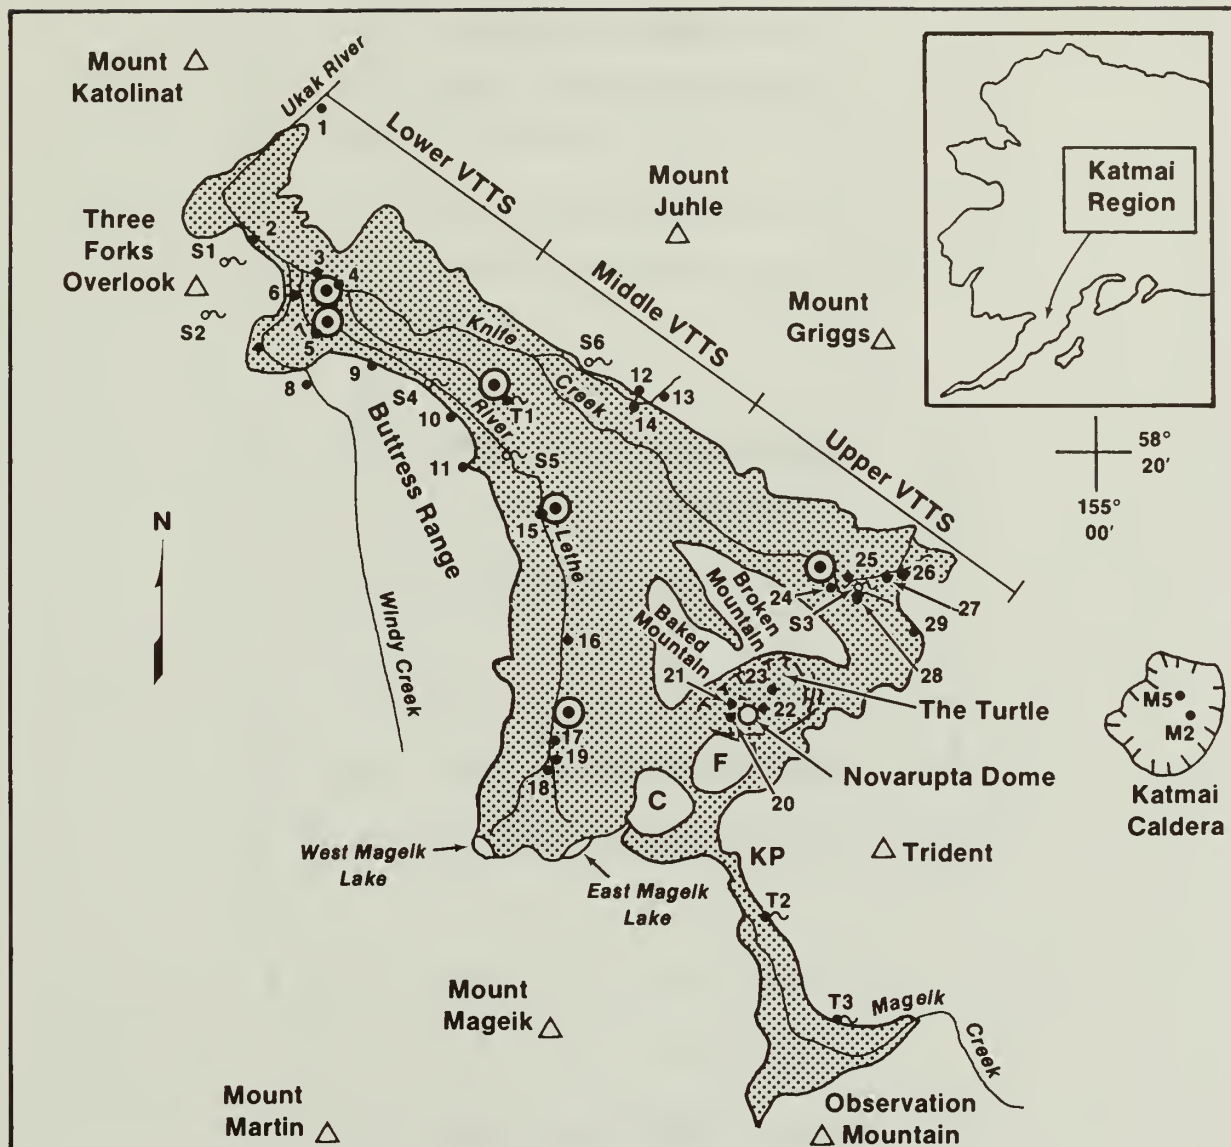 Mount
Katolinat
Ukak River
1
Lower VTTS
Mount
Juhle
Katmai
Region
Three
Forks
Overlook
S1
2
3
4
6
S2
7
5
Middle VTTS
Mount
Griggs
Knife
Creek
S6
12
13
14
8
9
S4
10
River
T1
S5
11
Buttress Range
Upper VTTS
58°
20'
155°
00'
N
15
Lethe
Windy Creek
16
Broken
Mountain
Baked
Mountain
24
25
26
27
S3
28
29
21
23
22
The Turtle
M5
M2
17
19
18
F
C
20
Novarupta Dome
Katmai
Caldera
West Mageik
Lake
East Mageik
Lake
KP
Trident
T2
Mount
Mageik
T3
Mageik
Creek
Mount
Martin
Observation
Mountain